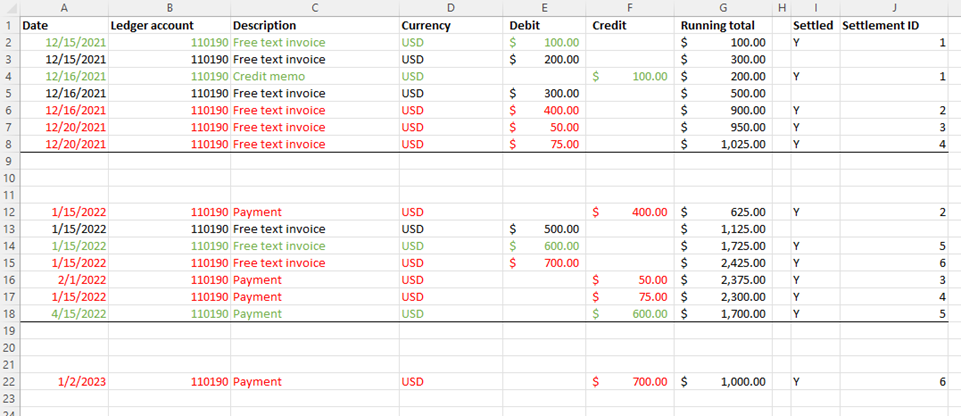 A B C D E F G H I J
1 Date Ledger account Description Currency Debit Credit Running total Settled Settlement ID
2 12/15/2021 110190 Free text invoice USD $ 100.00 $ 100.00 Y 1
3 12/15/2021 110190 Free text invoice USD $ 200.00 $ 300.00
4 12/16/2021 110190 Credit memo USD $ 100.00 $ 200.00 Y 1
5 12/16/2021 110190 Free text invoice USD $ 300.00 $ 500.00
6 12/16/2021 110190 Free text invoice USD $ 400.00 $ 900.00 Y 2
7 12/20/2021 110190 Free text invoice USD $ 50.00 $ 950.00 Y 3
8 12/20/2021 110190 Free text invoice USD $ 75.00 $ 1,025.00 Y 4
9
10
11
12 1/15/2022 110190 Payment USD $ 400.00 $ 625.00 Y 2
13 1/15/2022 110190 Free text invoice USD $ 500.00 $ 1,125.00
14 1/15/2022 110190 Free text invoice USD $ 600.00 $ 1,725.00 Y 5
15 1/15/2022 110190 Free text invoice USD $ 700.00 $ 2,425.00 Y 6
16 2/1/2022 110190 Payment USD $ 50.00 $ 2,375.00 Y 3
17 1/15/2022 110190 Payment USD $ 75.00 $ 2,300.00 Y 4
18 4/15/2022 110190 Payment USD $ 600.00 $ 1,700.00 Y 5
19
20
21
22 1/2/2023 110190 Payment USD $ 700.00 $ 1,000.00 Y 6
23
24